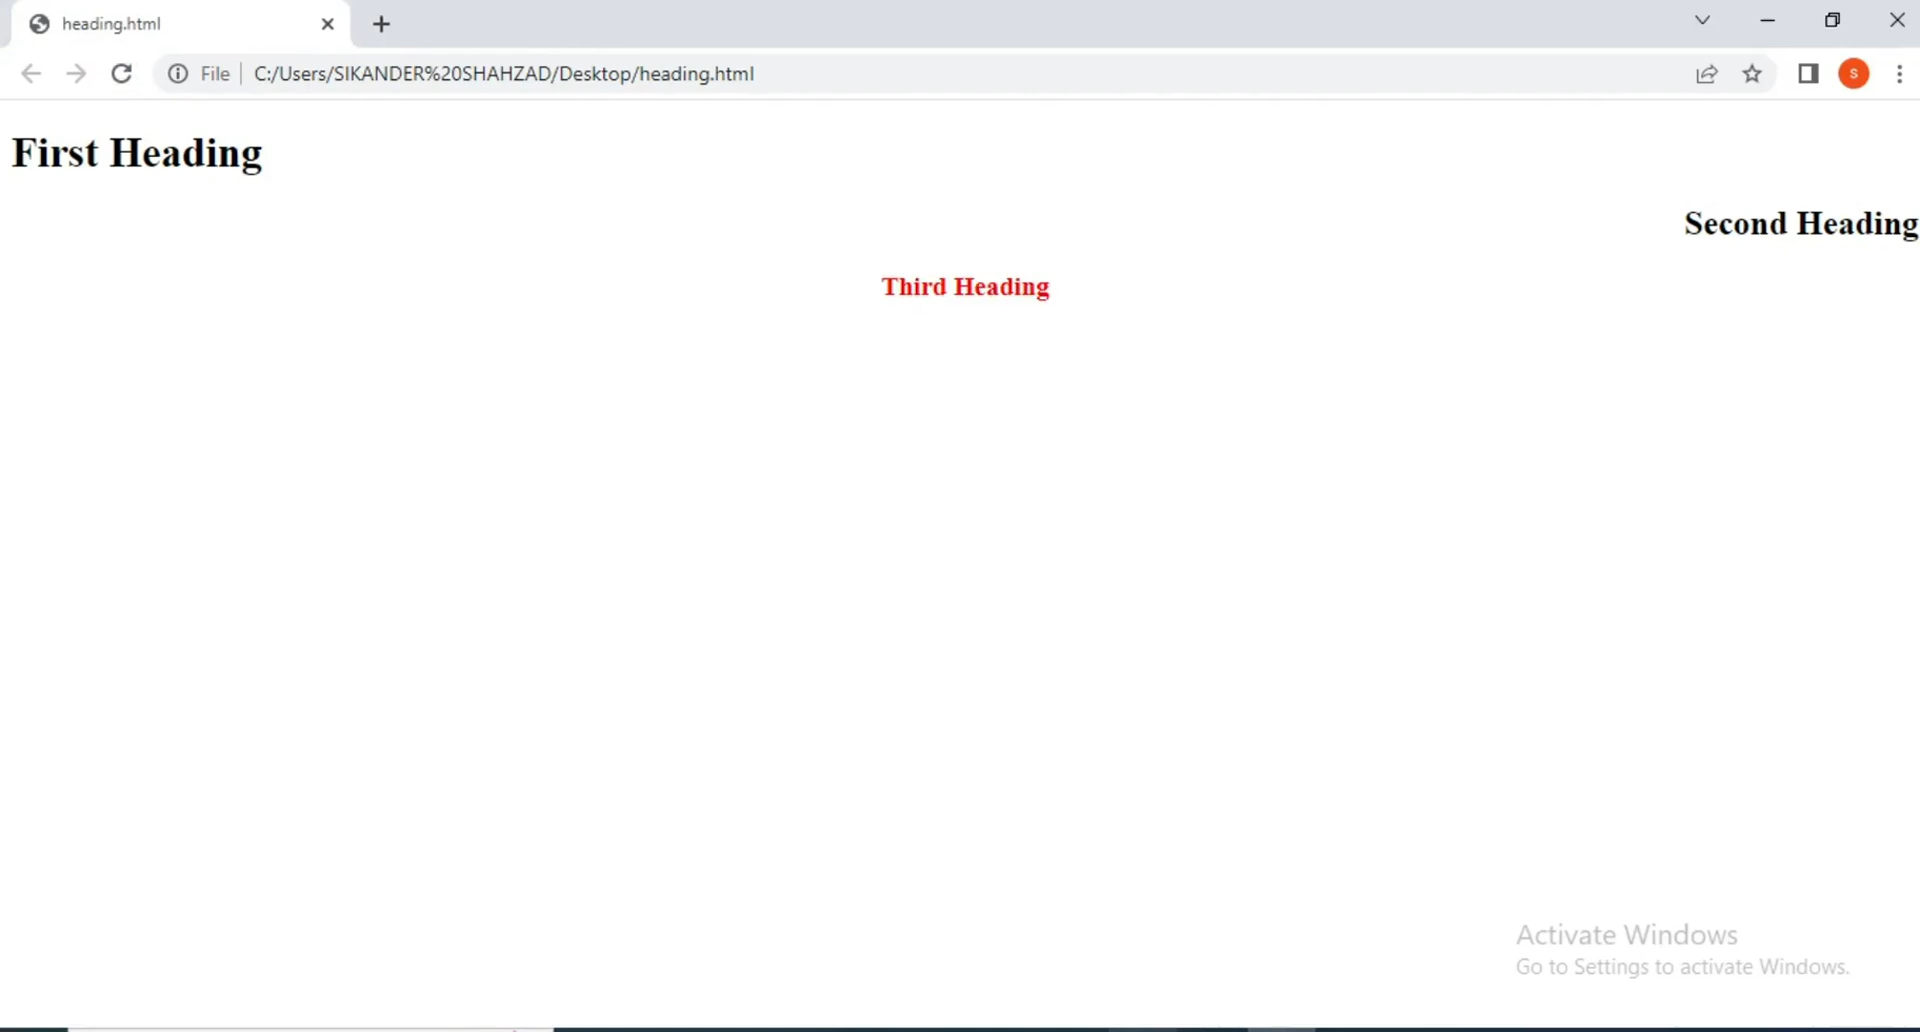 heading.html
File C:/Users/SIKANDER%20SHAHZAD/Desktop/heading.html
S
First Heading
Second Heading
Third Heading
Activate Windows
Go to Settings to activate Windows.